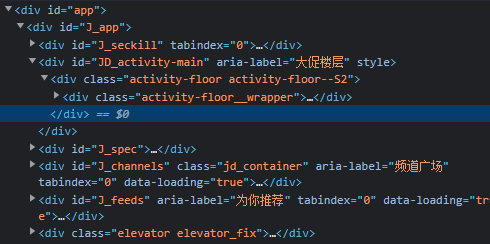 ▼<div id="app">
▼<div id="J_app">
▶<div id="J_seckill" tabindex="0">…</div>
▼<div id="JD_activity-main" aria-label="大促楼层" style>
▼<div class="activity-floor activity-floor--S2">
▶<div class="activity-floor__wrapper">…</div>
</div> == $0
</div>
▶<div id="J_spec">…</div>
▶<div id="J_channels" class="jd_container" aria-label="频道广场"
tabindex="0" data-loading="true">…</div>
▶<div id="J_feeds" aria-label="为你推荐" tabindex="0" data-loading="tr
ue">…</div>
▶<div class="elevator elevator_fix">…</div>